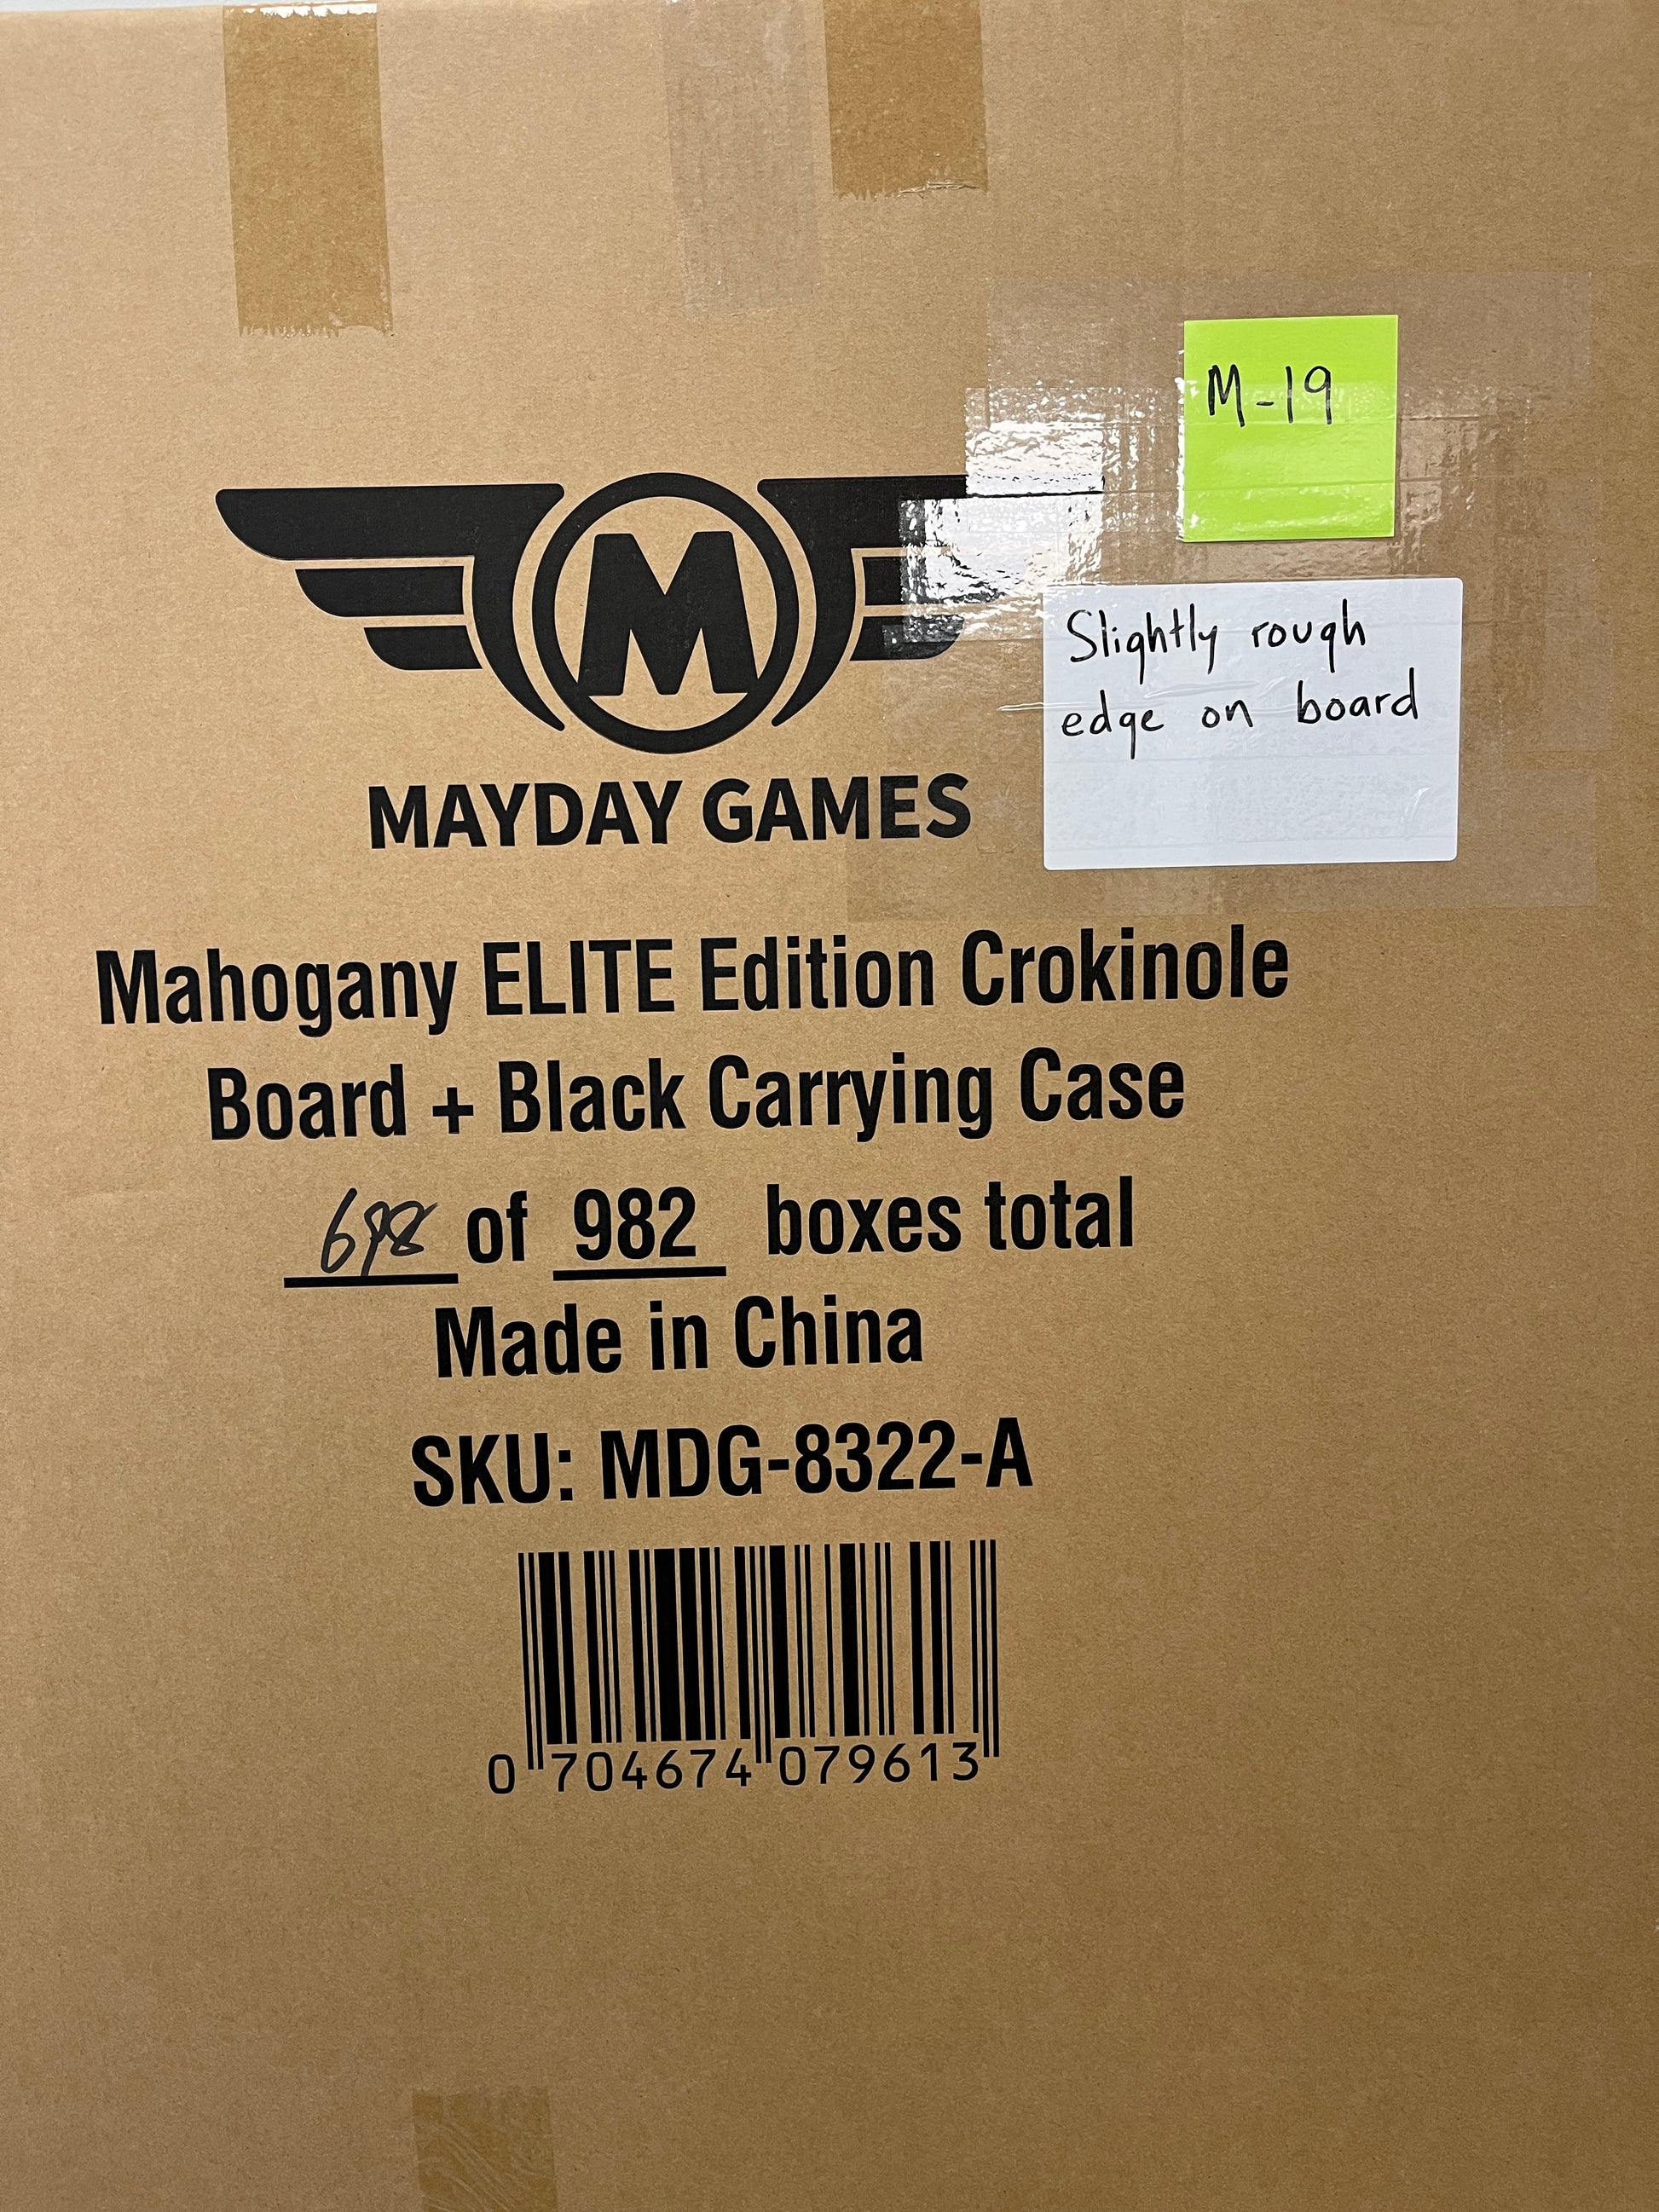 M-19
M
Slightly rough
edge on board
MAYDAY GAMES
Mahogany ELITE Edition Crokinole
Board + Black Carrying Case
698 of 982 boxes total
Made in China
SKU: MDG-8322-A
0 704674 079613